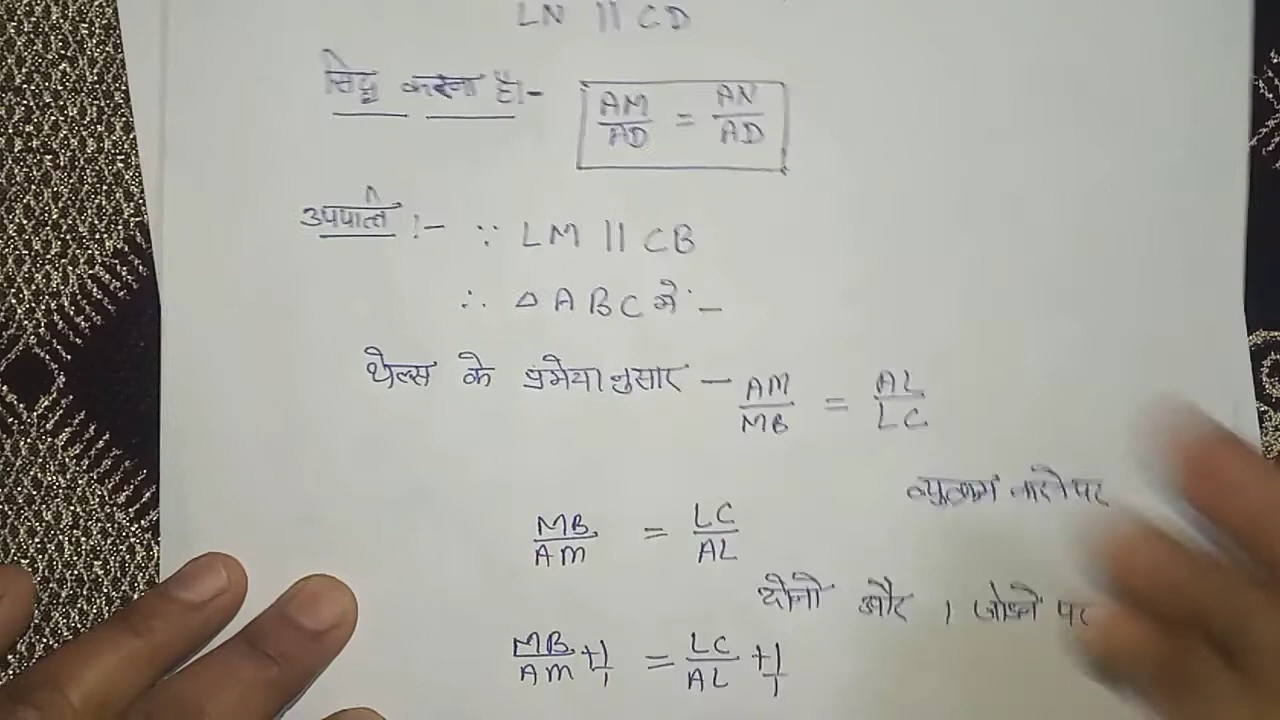 LN || CD
सिद्ध करना है।- AM/AD = AN/AD
उपपत्ति :- ∵ LM || CB
∴ △ABC में :-
थेल्स के प्रमेयानुसार - AM/MB = AL/LC
व्युत्क्रम करने पर
MB/AM = LC/AL
दोनो और 1 जोड़ने पर
MB/AM + 1/1 = LC/AL + 1/1